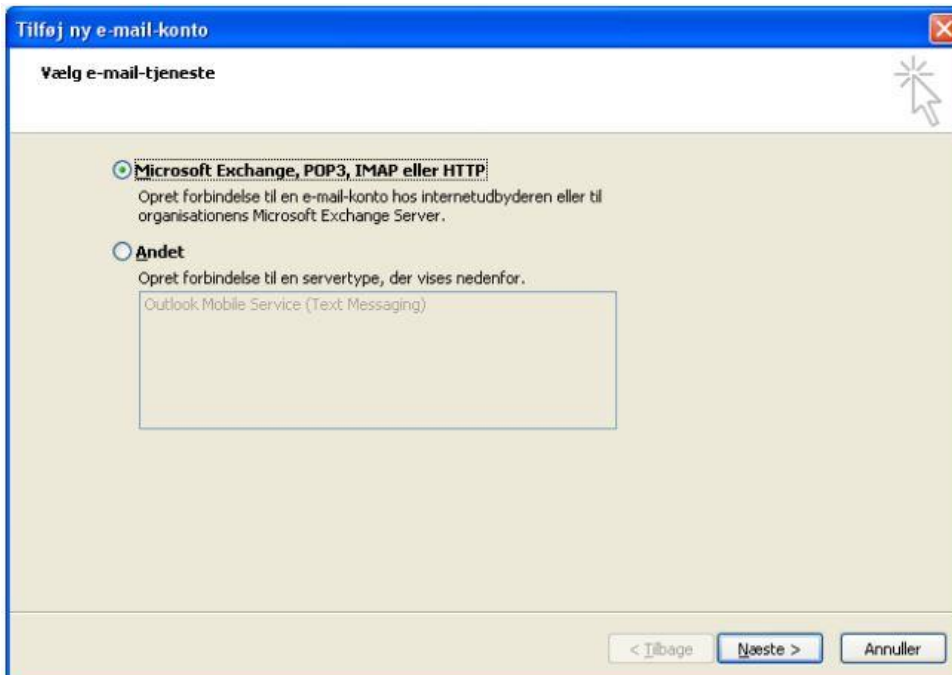 Tilføj ny e-mail-konto
Vælg e-mail-tjeneste
Microsoft Exchange, POP3, IMAP eller HTTP
Opret forbindelse til en e-mail-konto hos internetudbyderen eller til
organisationens Microsoft Exchange Server.
Andet
Opret forbindelse til en servertype, der vises nedenfor.
Outlook Mobile Service (Text Messaging)
< Tilbage
Næste >
Annuller